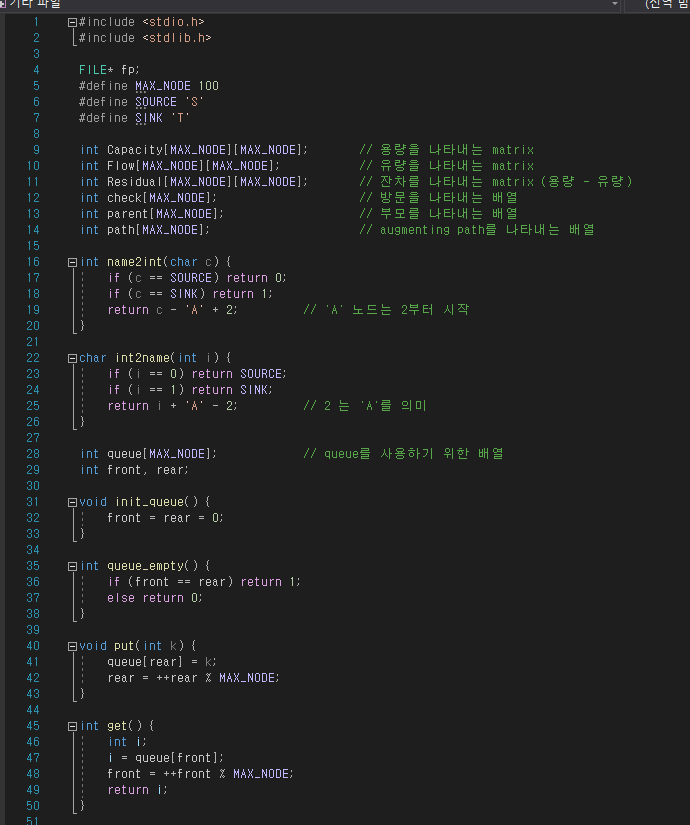 기타 파일
1 #include <stdio.h>
2 #include <stdlib.h>
3
4 FILE* fp;
5 #define MAX_NODE 100
6 #define SOURCE 'S'
7 #define SINK 'T'
8
9 int Capacity[MAX_NODE][MAX_NODE]; // 용량을 나타내는 matrix
10 int Flow[MAX_NODE][MAX_NODE]; // 유량을 나타내는 matrix
11 int Residual[MAX_NODE][MAX_NODE]; // 잔차를 나타내는 matrix (용량 - 유량)
12 int check[MAX_NODE]; // 방문을 나타내는 배열
13 int parent[MAX_NODE]; // 부모를 나타내는 배열
14 int path[MAX_NODE]; // augmenting path를 나타내는 배열
15
16 int name2int(char c) {
17 if (c == SOURCE) return 0;
18 if (c == SINK) return 1;
19 return c - 'A' + 2; // 'A' 노드는 2부터 시작
20 }
21
22 char int2name(int i) {
23 if (i == 0) return SOURCE;
24 if (i == 1) return SINK;
25 return i + 'A' - 2; // 2 는 'A'를 의미
26 }
27
28 int queue[MAX_NODE]; // queue를 사용하기 위한 배열
29 int front, rear;
30
31 void init_queue() {
32 front = rear = 0;
33 }
34
35 int queue_empty() {
36 if (front == rear) return 1;
37 else return 0;
38 }
39
40 void put(int k) {
41 queue[rear] = k;
42 rear = ++rear % MAX_NODE;
43 }
44
45 int get() {
46 int i;
47 i = queue[front];
48 front = ++front % MAX_NODE;
49 return i;
50 }
51